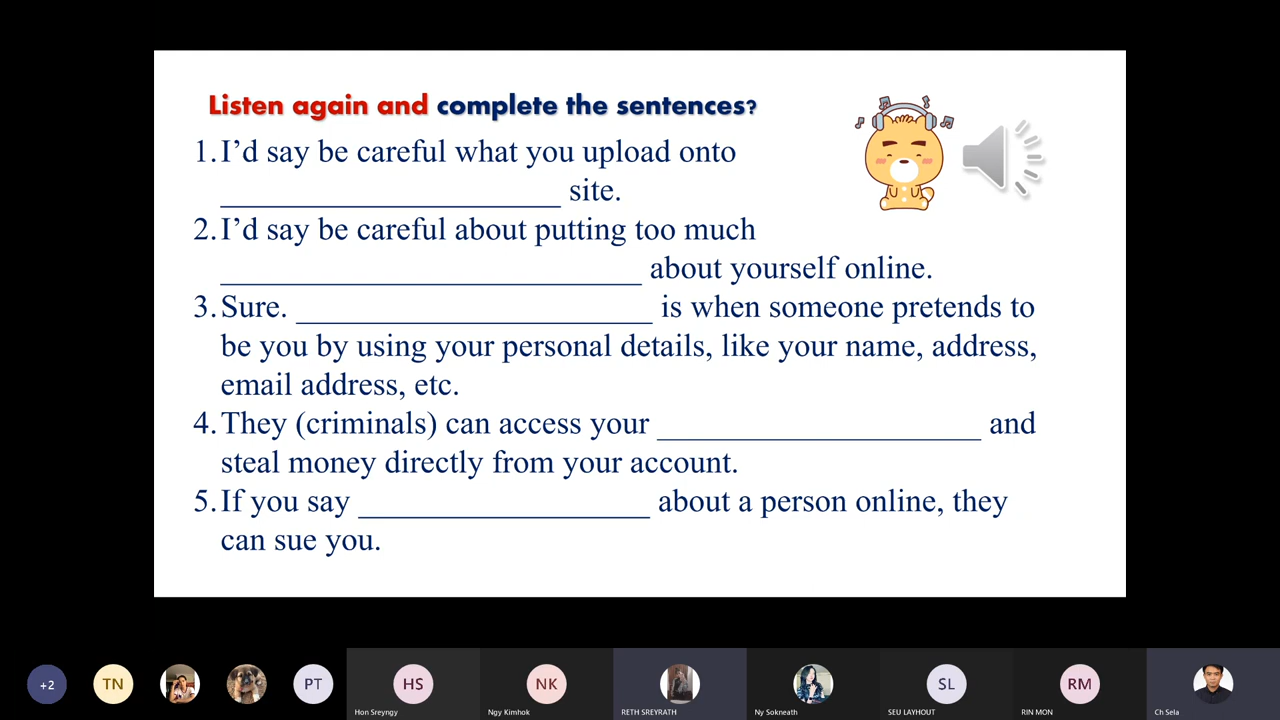 Listen again and complete the sentences?
1. I’d say be careful what you upload onto
____________________ site.
2. I’d say be careful about putting too much
_________________________ about yourself online.
3. Sure. _____________________ is when someone pretends to
be you by using your personal details, like your name, address,
email address, etc.
4. They (criminals) can access your ___________________ and
steal money directly from your account.
5. If you say _________________ about a person online, they
can sue you.
+2 TN PT HS NK SL RM
Hon Sreyngy Ngy Kimhok RETH SREYRATH Ny Sokneath SEU LAYHOUT RIN MON Ch Sela